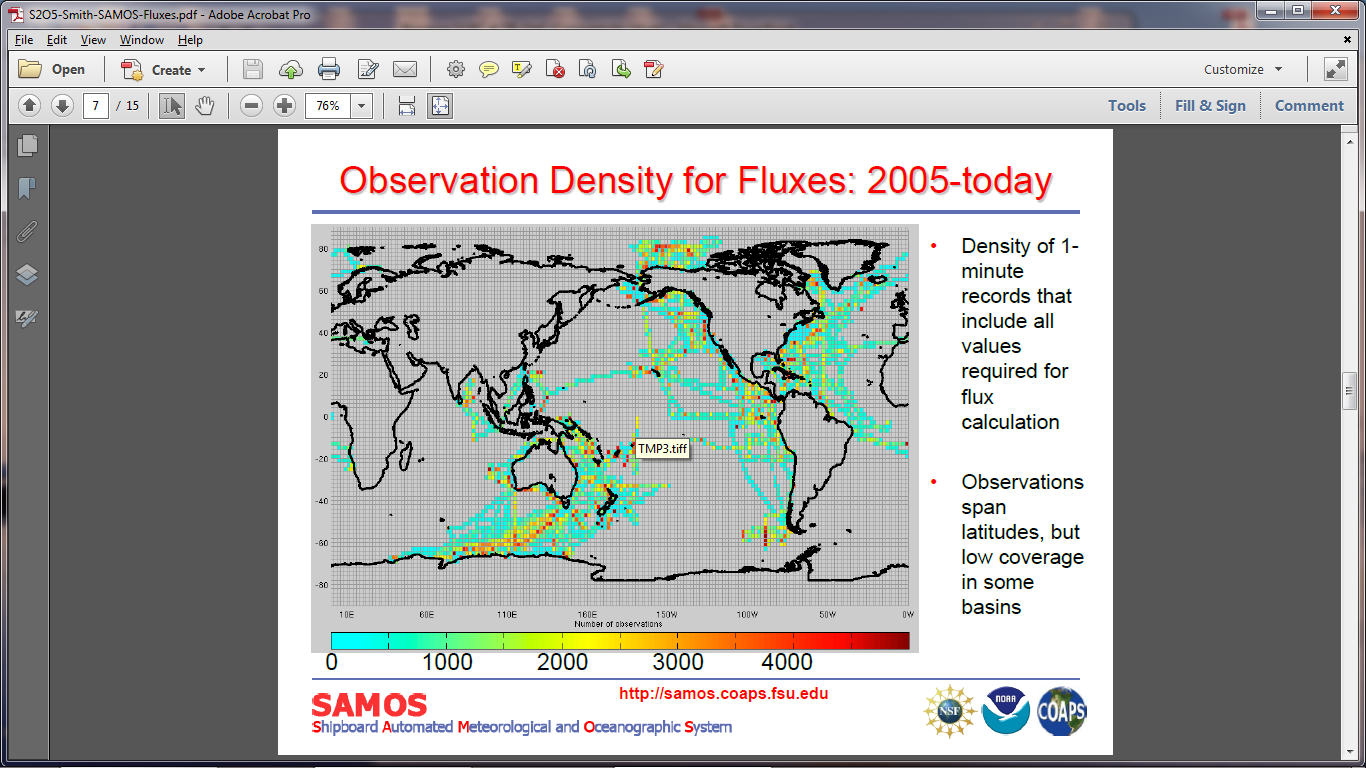 S2O5-Smith-SAMOS-Fluxes.pdf - Adobe Acrobat Pro
File Edit View Window Help
Open Create Customize
7 / 15 76% Tools Fill & Sign Comment
Observation Density for Fluxes: 2005-today
80
60
40
20
0
-20
-40
-60
-80
10E 60E 110E 160E 150W 100W 50W 0W
Number of observations
0 1000 2000 3000 4000
TMP3.tiff
• Density of 1-
minute
records that
include all
values
required for
flux
calculation
• Observations
span
latitudes, but
low coverage
in some
basins
SAMOS
Shipboard Automated Meteorological and Oceanographic System
http://samos.coaps.fsu.edu
NSF
NOAA
COAPS